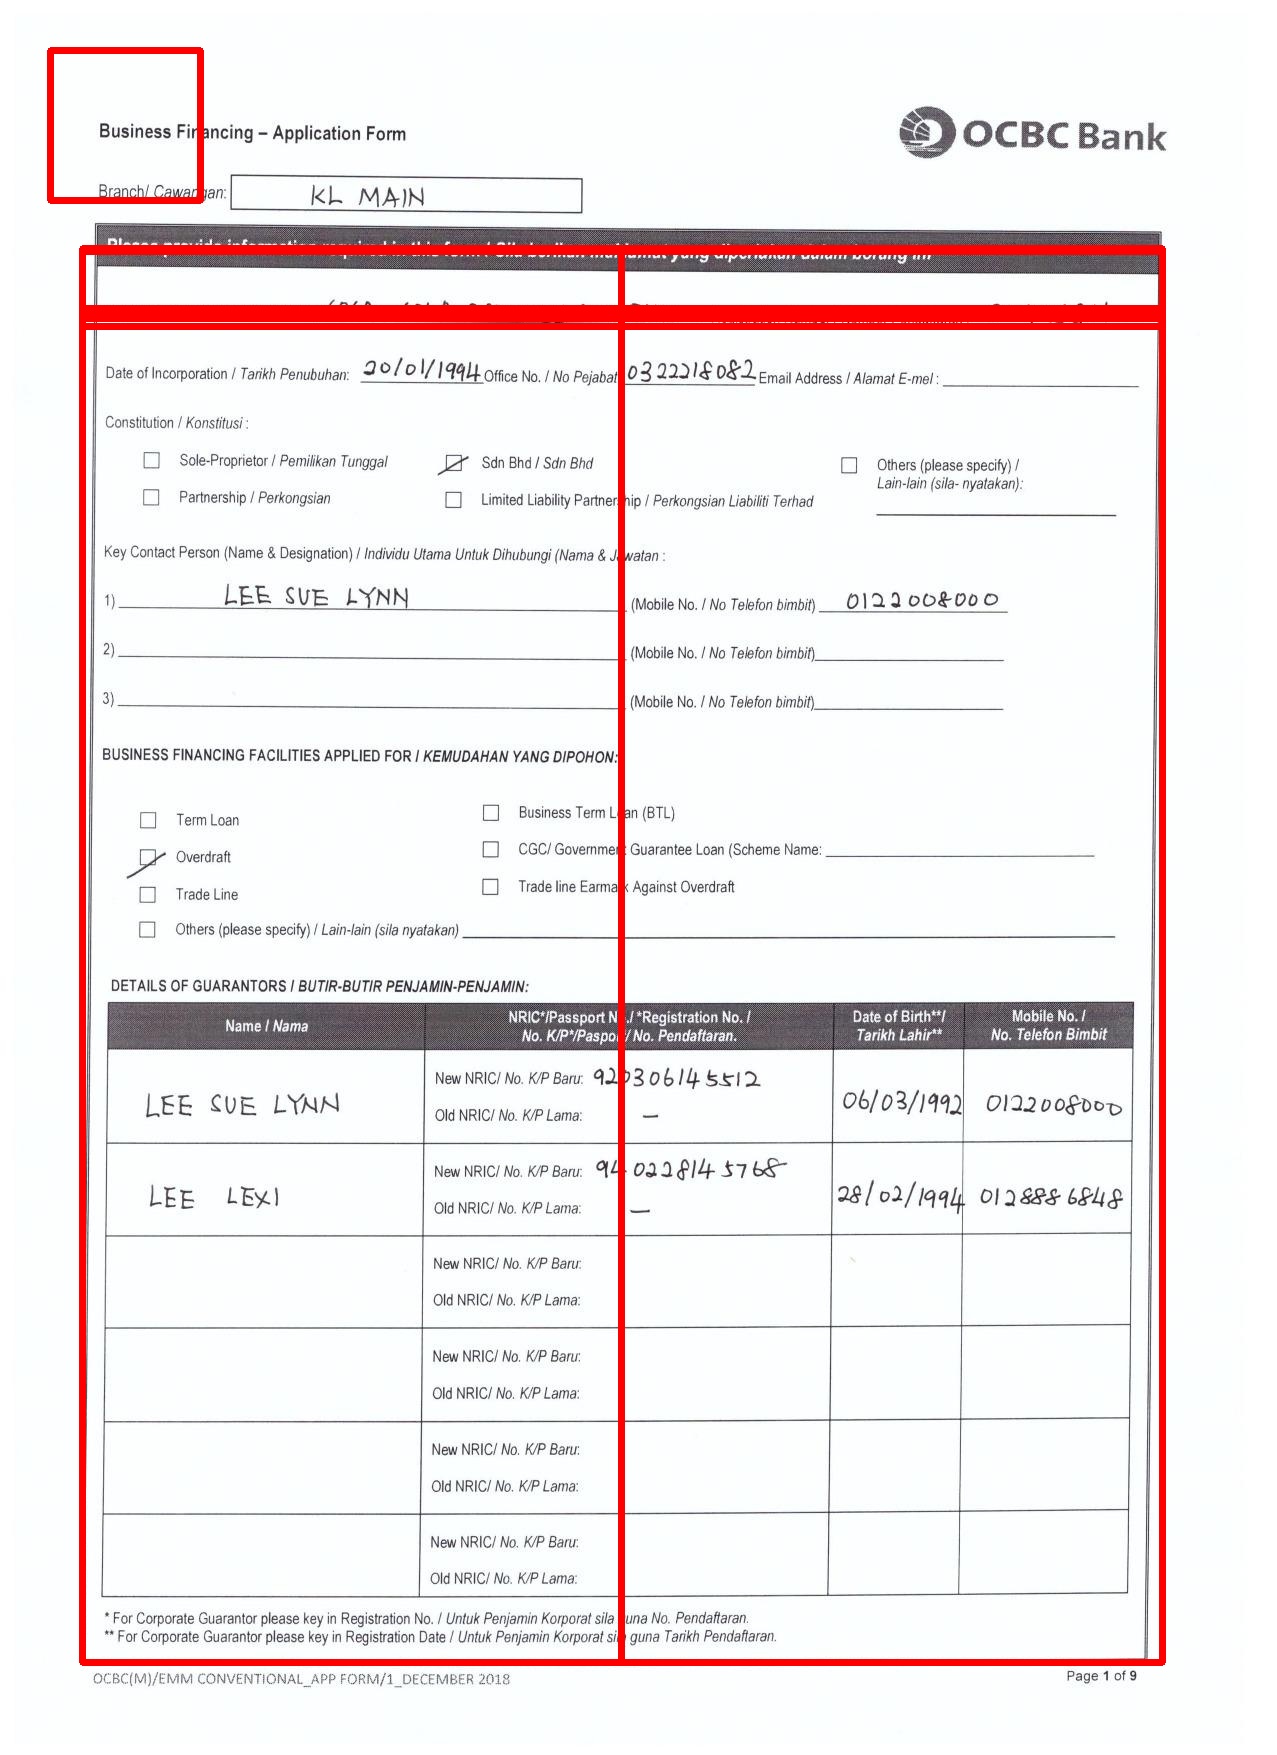 Business Financing – Application Form
OCBC Bank
Branch/ Cawangan: KL MAIN
Date of Incorporation / Tarikh Penubuhan: 20/01/1994 Office No. / No Pejabat 0322218082 Email Address / Alamat E-mel :
Constitution / Konstitusi :
Sole-Proprietor / Pemilikan Tunggal Sdn Bhd / Sdn Bhd Others (please specify) /
Lain-lain (sila- nyatakan):
Partnership / Perkongsian Limited Liability Partnership / Perkongsian Liabiliti Terhad
Key Contact Person (Name & Designation) / Individu Utama Untuk Dihubungi (Nama & Jawatan :
1) LEE SUE LYNN (Mobile No. / No Telefon bimbit) 0122008000
2) (Mobile No. / No Telefon bimbit)
3) (Mobile No. / No Telefon bimbit)
BUSINESS FINANCING FACILITIES APPLIED FOR / KEMUDAHAN YANG DIPOHON:
Term Loan Business Term Loan (BTL)
Overdraft CGC/ Government Guarantee Loan (Scheme Name:
Trade Line Trade line Earmark Against Overdraft
Others (please specify) / Lain-lain (sila nyatakan)
DETAILS OF GUARANTORS / BUTIR-BUTIR PENJAMIN-PENJAMIN:
Name / Nama NRIC*/Passport No./ *Registration No. / Date of Birth**/ Mobile No. /
No. K/P*/Pasport/ No. Pendaftaran. Tarikh Lahir** No. Telefon Bimbit
New NRIC/ No. K/P Baru: 920306145512
LEE SUE LYNN 06/03/1992 0122008000
Old NRIC/ No. K/P Lama: –
New NRIC/ No. K/P Baru: 940228145768
LEE LEXI 28/02/1994 0128886848
Old NRIC/ No. K/P Lama: –
New NRIC/ No. K/P Baru:
Old NRIC/ No. K/P Lama:
New NRIC/ No. K/P Baru:
Old NRIC/ No. K/P Lama:
New NRIC/ No. K/P Baru:
Old NRIC/ No. K/P Lama:
New NRIC/ No. K/P Baru:
Old NRIC/ No. K/P Lama:
* For Corporate Guarantor please key in Registration No. / Untuk Penjamin Korporat sila guna No. Pendaftaran.
** For Corporate Guarantor please key in Registration Date / Untuk Penjamin Korporat sila guna Tarikh Pendaftaran.
OCBC(M)/EMM CONVENTIONAL_APP FORM/1_DECEMBER 2018 Page 1 of 9